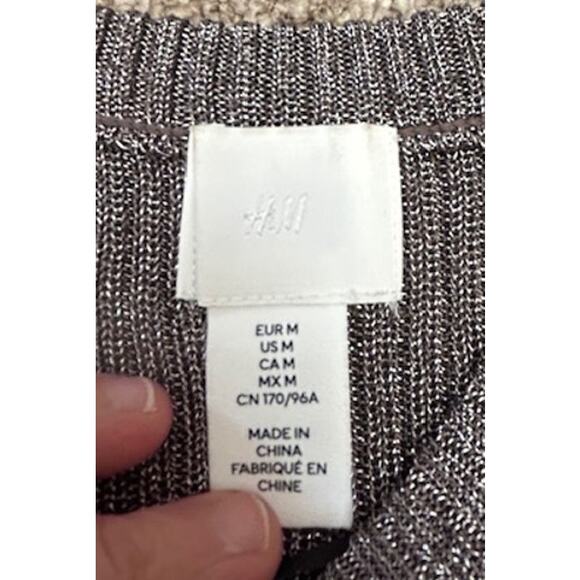 H&M
EUR M
US M
CA M
MX M
CN 170/96A
MADE IN
CHINA
FABRIQUÉ EN
CHINE